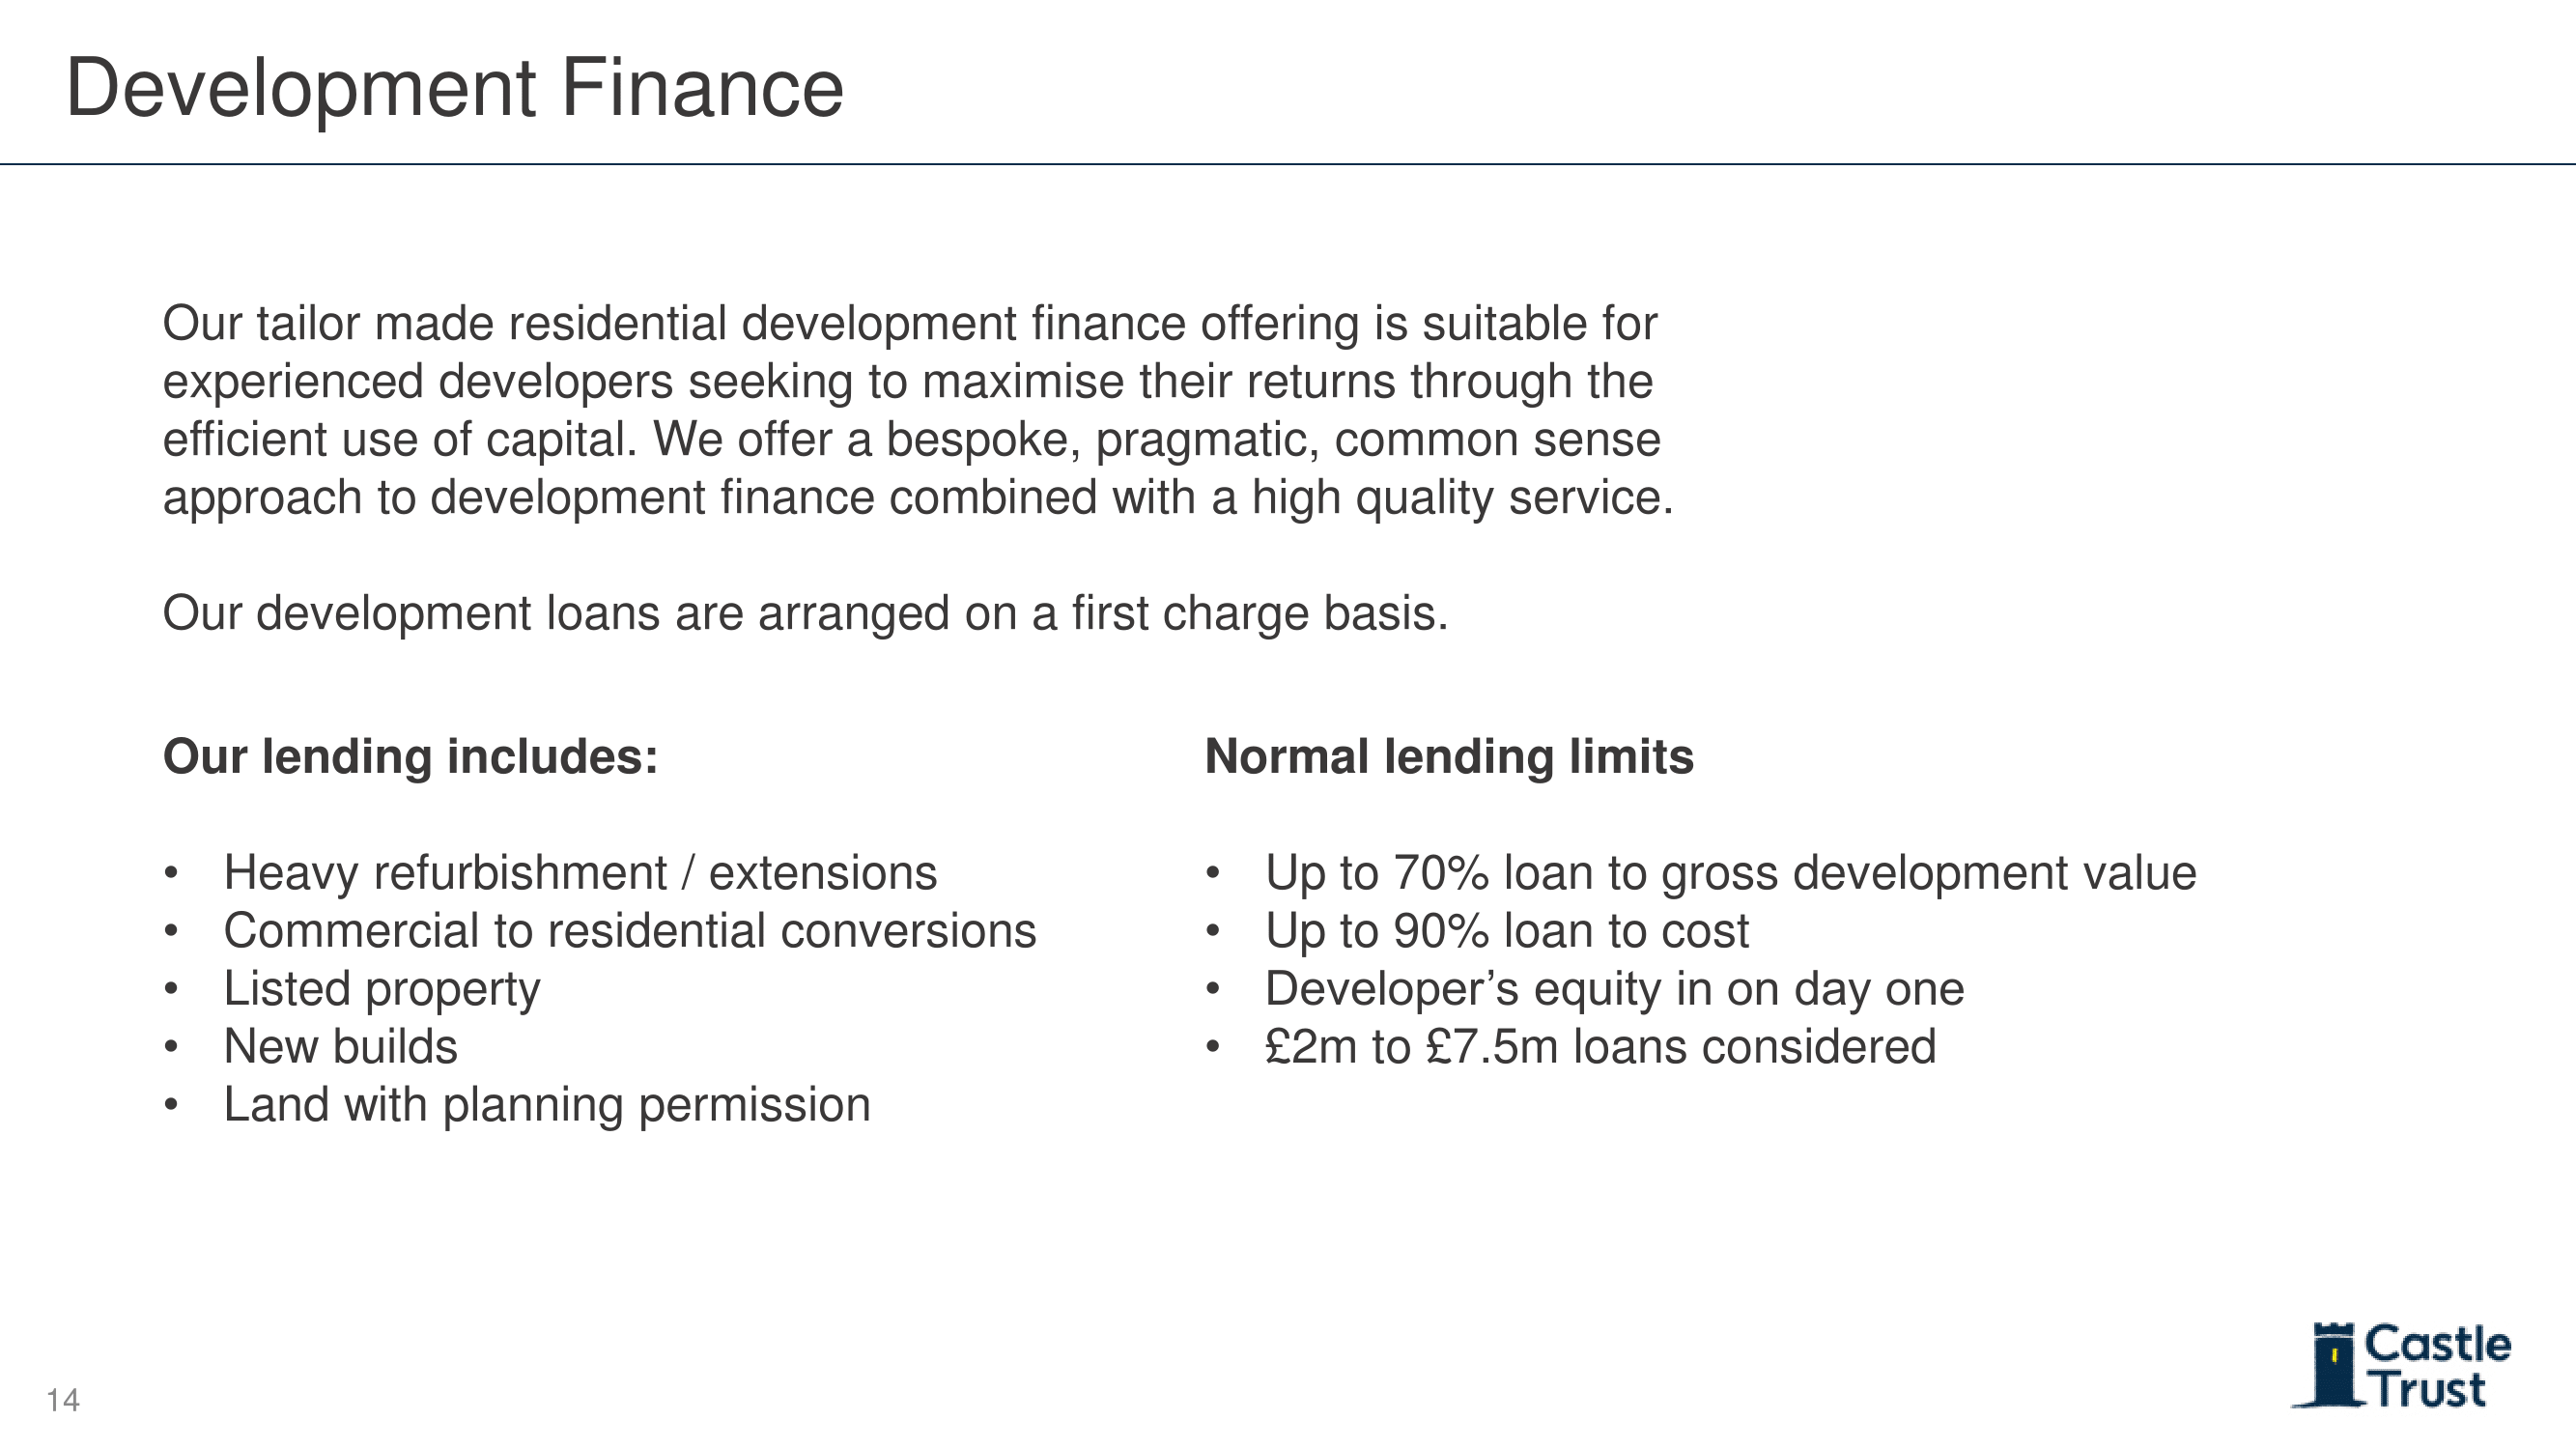 Development Finance
Our tailor made residential development finance offering is suitable for
experienced developers seeking to maximise their returns through the
efficient use of capital. We offer a bespoke, pragmatic, common sense
approach to development finance combined with a high quality service.
Our development loans are arranged on a first charge basis.
Our lending includes:
• Heavy refurbishment / extensions
• Commercial to residential conversions
• Listed property
• New builds
• Land with planning permission
Normal lending limits
• Up to 70% loan to gross development value
• Up to 90% loan to cost
• Developer’s equity in on day one
• £2m to £7.5m loans considered
14
Castle
Trust